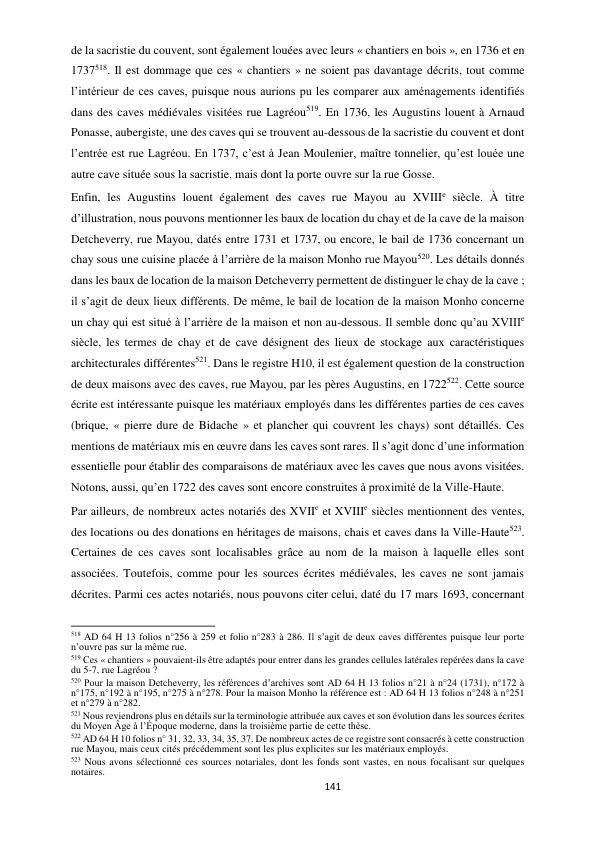 de la sacristie du couvent, sont également louées avec leurs « chantiers en bois », en 1736 et en
1737⁵¹⁸. Il est dommage que ces « chantiers » ne soient pas davantage décrits, tout comme
l'intérieur de ces caves, puisque nous aurions pu les comparer aux aménagements identifiés
dans des caves médiévales visitées rue Lagréou⁵¹⁹. En 1736, les Augustins louent à Arnaud
Ponasse, aubergiste, une des caves qui se trouvent au-dessous de la sacristie du couvent et dont
l'entrée est rue Lagréou. En 1737, c'est à Jean Moulenier, maître tonnelier, qu'est louée une
autre cave située sous la sacristie, mais dont la porte ouvre sur la rue Gosse.
Enfin, les Augustins louent également des caves rue Mayou au XVIIIᵉ siècle. À titre
d'illustration, nous pouvons mentionner les baux de location du chay et de la cave de la maison
Detcheverry, rue Mayou, datés entre 1731 et 1737, ou encore, le bail de 1736 concernant un
chay sous une cuisine placée à l'arrière de la maison Monho rue Mayou⁵²⁰. Les détails donnés
dans les baux de location de la maison Detcheverry permettent de distinguer le chay de la cave ;
il s'agit de deux lieux différents. De même, le bail de location de la maison Monho concerne
un chay qui est situé à l'arrière de la maison et non au-dessous. Il semble donc qu'au XVIIIᵉ
siècle, les termes de chay et de cave désignent des lieux de stockage aux caractéristiques
architecturales différentes⁵²¹. Dans le registre H10, il est également question de la construction
de deux maisons avec des caves, rue Mayou, par les pères Augustins, en 1722⁵²². Cette source
écrite est intéressante puisque les matériaux employés dans les différentes parties de ces caves
(brique, « pierre dure de Bidache » et plancher qui couvrent les chays) sont détaillés. Ces
mentions de matériaux mis en œuvre dans les caves sont rares. Il s'agit donc d'une information
essentielle pour établir des comparaisons de matériaux avec les caves que nous avons visitées.
Notons, aussi, qu'en 1722 des caves sont encore construites à proximité de la Ville-Haute.
Par ailleurs, de nombreux actes notariés des XVIIᵉ et XVIIIᵉ siècles mentionnent des ventes,
des locations ou des donations en héritages de maisons, chais et caves dans la Ville-Haute⁵²³.
Certaines de ces caves sont localisables grâce au nom de la maison à laquelle elles sont
associées. Toutefois, comme pour les sources écrites médiévales, les caves ne sont jamais
décrites. Parmi ces actes notariés, nous pouvons citer celui, daté du 17 mars 1693, concernant
⁵¹⁸ AD 64 H 13 folios n°256 à 259 et folio n°283 à 286. Il s'agit de deux caves différentes puisque leur porte
n'ouvre pas sur la même rue.
⁵¹⁹ Ces « chantiers » pouvaient-ils être adaptés pour entrer dans les grandes cellules latérales repérées dans la cave
du 5-7, rue Lagréou ?
⁵²⁰ Pour la maison Detcheverry, les références d'archives sont AD 64 H 13 folios n°21 à n°24 (1731), n°172 à
n°175, n°192 à n°195, n°275 à n°278. Pour la maison Monho la référence est : AD 64 H 13 folios n°248 à n°251
et n°279 à n°282.
⁵²¹ Nous reviendrons plus en détails sur la terminologie attribuée aux caves et son évolution dans les sources écrites
du Moyen Âge à l'Époque moderne, dans la troisième partie de cette thèse.
⁵²² AD 64 H 10 folios n° 31, 32, 33, 34, 35, 37. De nombreux actes de ce registre sont consacrés à cette construction
rue Mayou, mais ceux cités précédemment sont les plus explicites sur les matériaux employés.
⁵²³ Nous avons sélectionné ces sources notariales, dont les fonds sont vastes, en nous focalisant sur quelques
notaires.
141